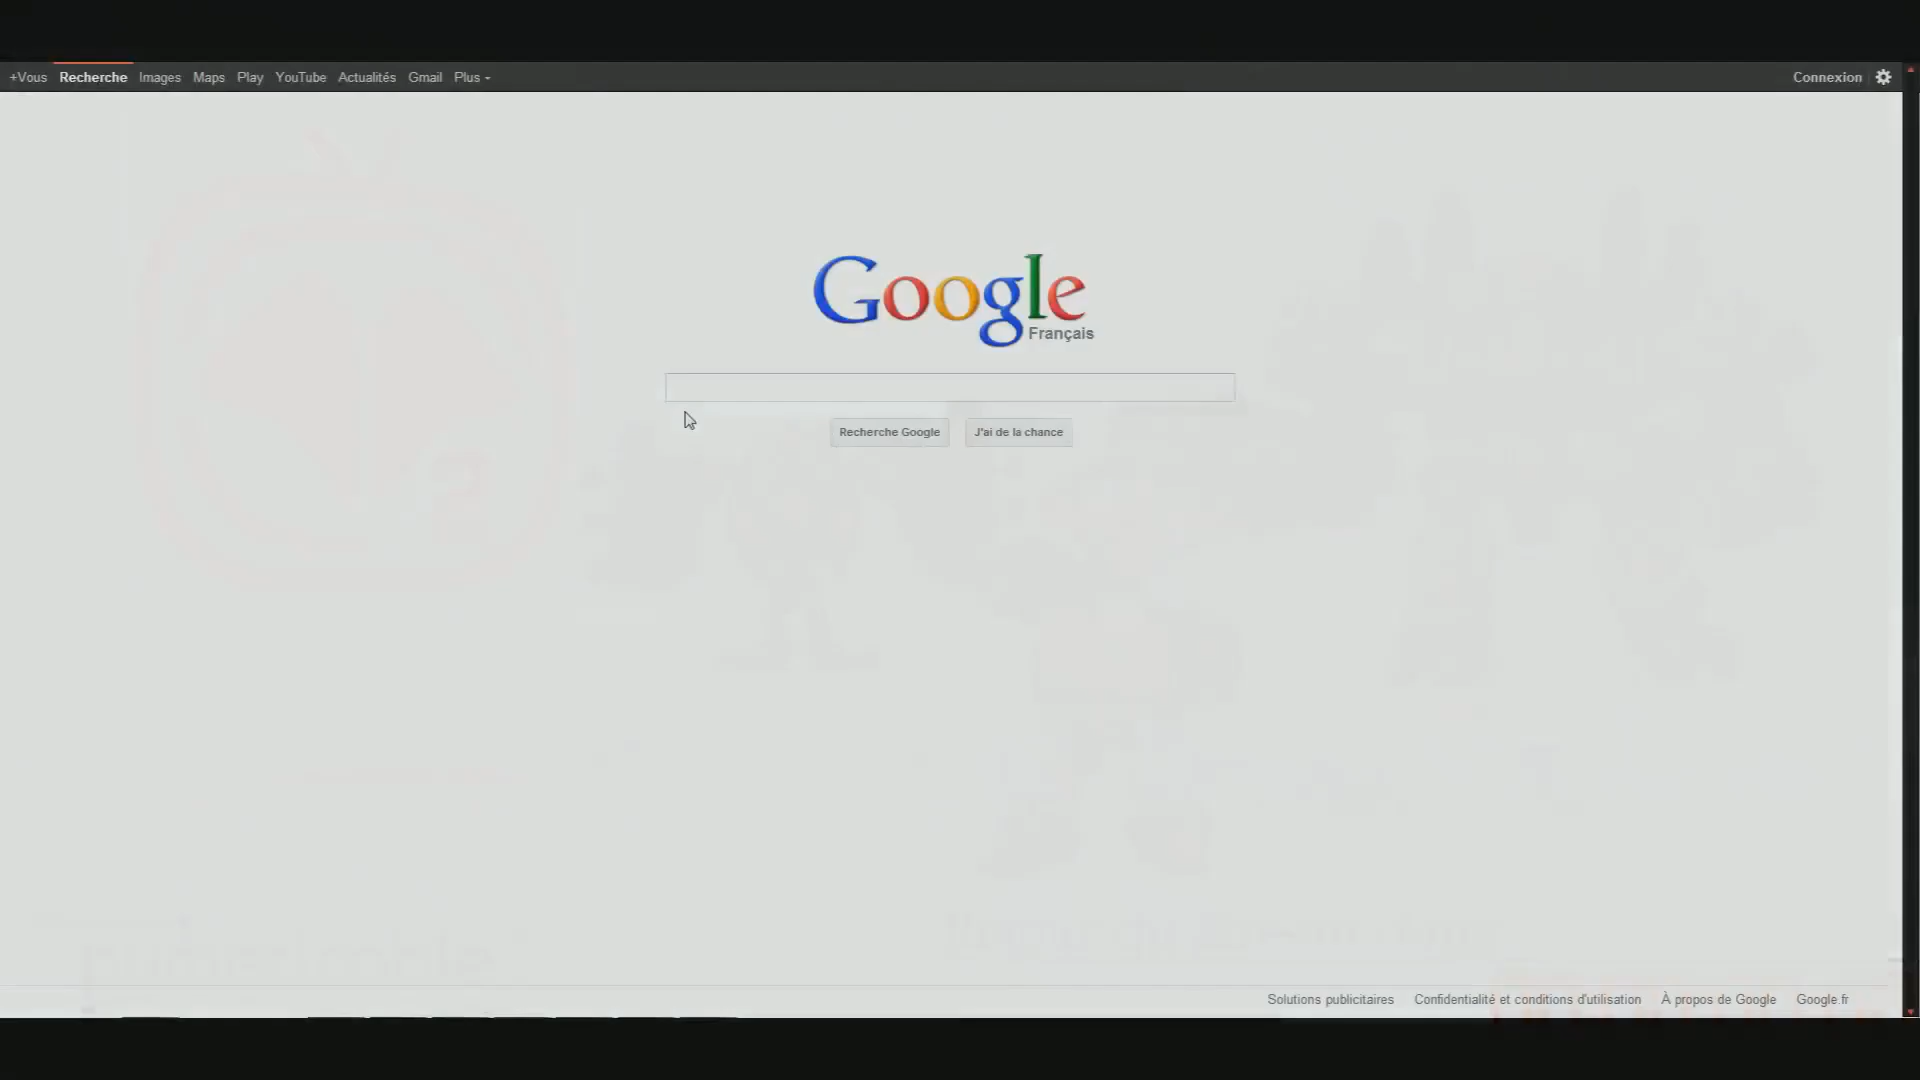 +Vous Recherche Images Maps Play YouTube Actualités Gmail Plus Connexion
Google
Français
Recherche Google J'ai de la chance
Solutions publicitaires Confidentialité et conditions d'utilisation À propos de Google Google.fr